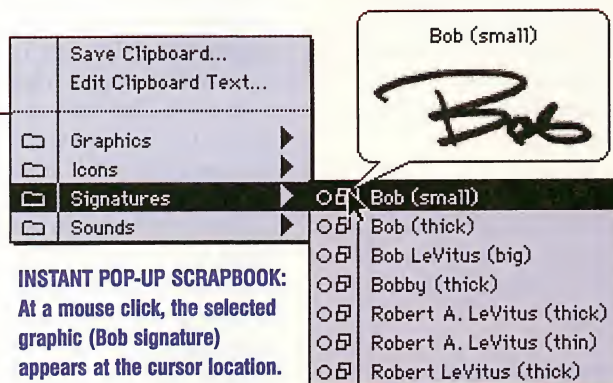 Save Clipboard...
Edit Clipboard Text...
Graphics
Icons
Signatures
Sounds
Bob (small)
Bob
Bob (small)
Bob (thick)
Bob LeVitus (big)
Bobby (thick)
Robert A. LeVitus (thick)
Robert A. LeVitus (thin)
Robert LeVitus (thick)
INSTANT POP-UP SCRAPBOOK:
At a mouse click, the selected
graphic (Bob signature)
appears at the cursor location.